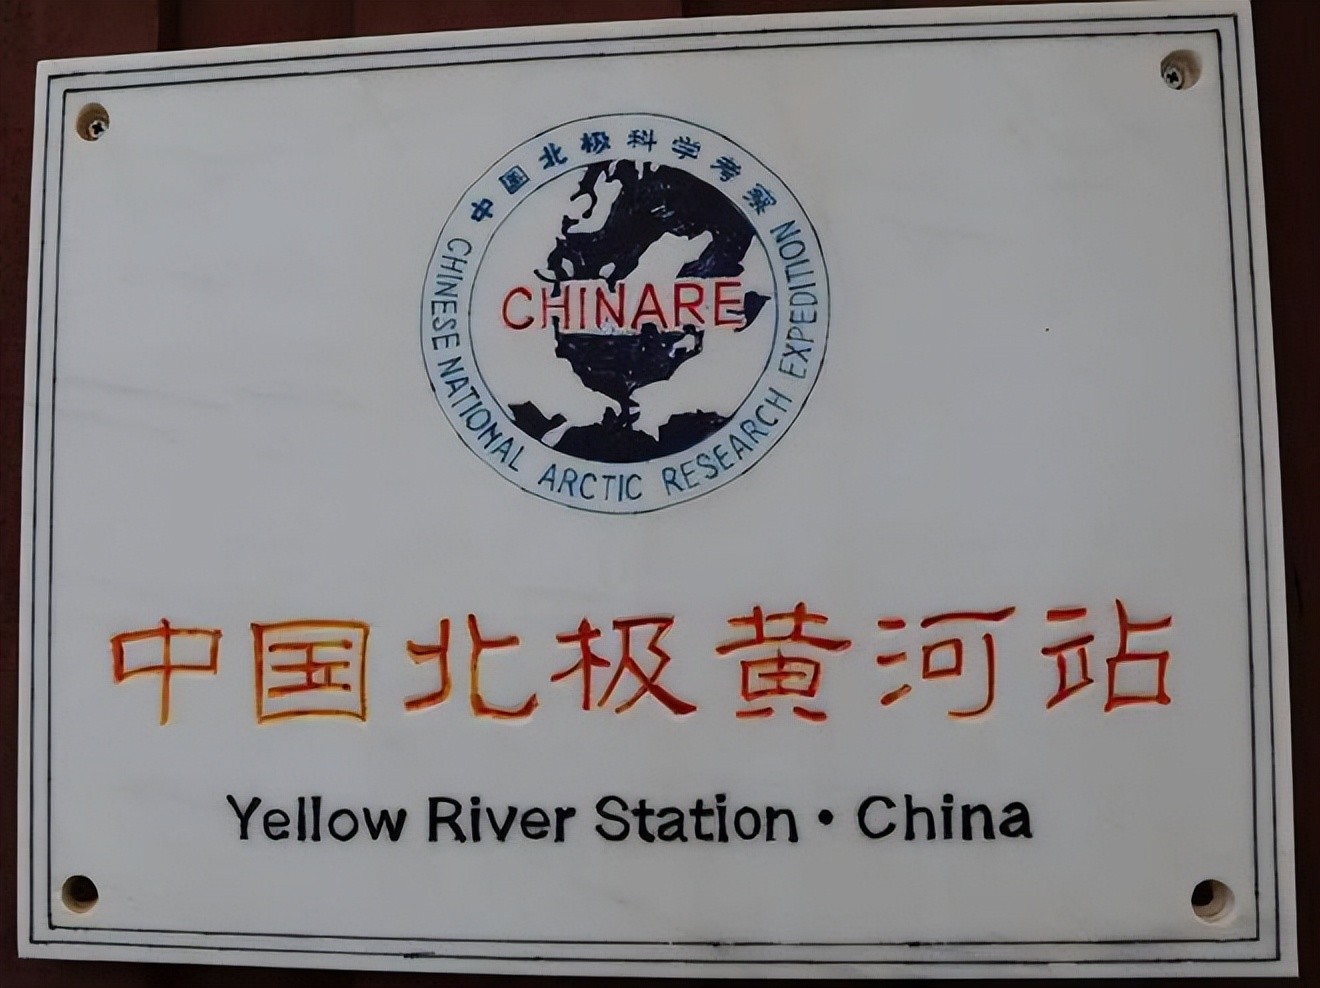 中国北极科学考察
CHINESE NATIONAL ARCTIC RESEARCH EXPEDITION
CHINARE
中国北极黄河站
Yellow River Station · China